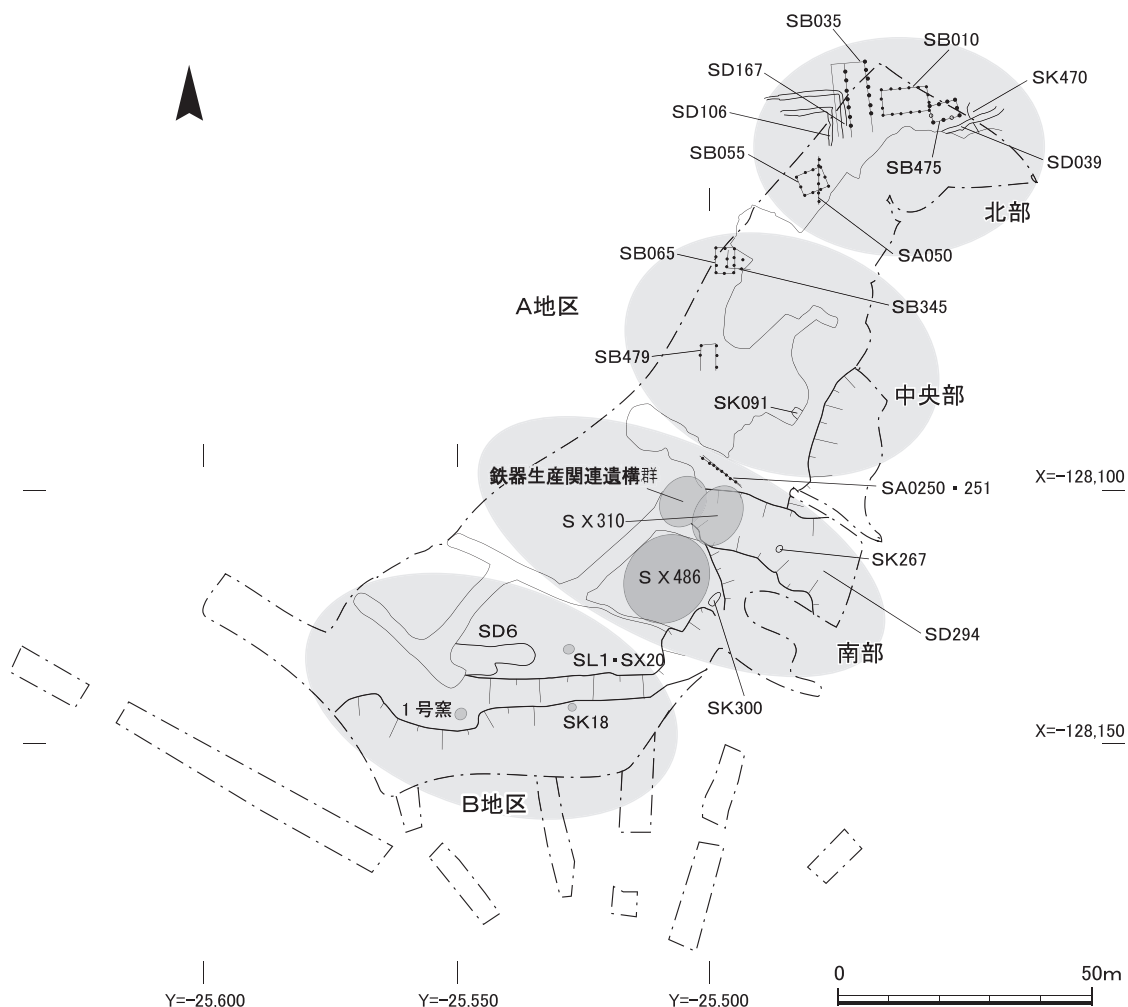 SB035
SB010
SD167
SK470
SD106
SB055
SB475
SD039
北部
SA050
SB065
A地区
SB345
SB479
SK091
中央部
鉄器生産関連遺構群
SA0250・251
X=-128,100
SX310
SK267
SX486
SD6
SD294
SL1・SX20
南部
1号窯
SK18
SK300
X=-128,150
B地区
0
50m
Y=-25.600
Y=-25.550
Y=-25.500